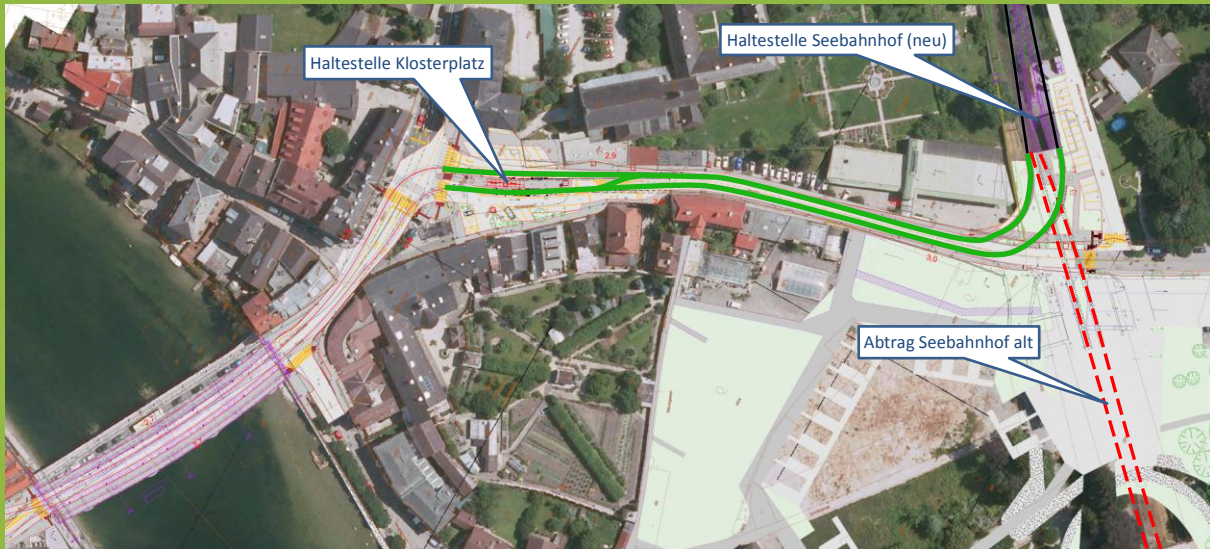 Haltestelle Seebahnhof (neu)
Haltestelle Klosterplatz
2,9
3,0
Abtrag Seebahnhof alt